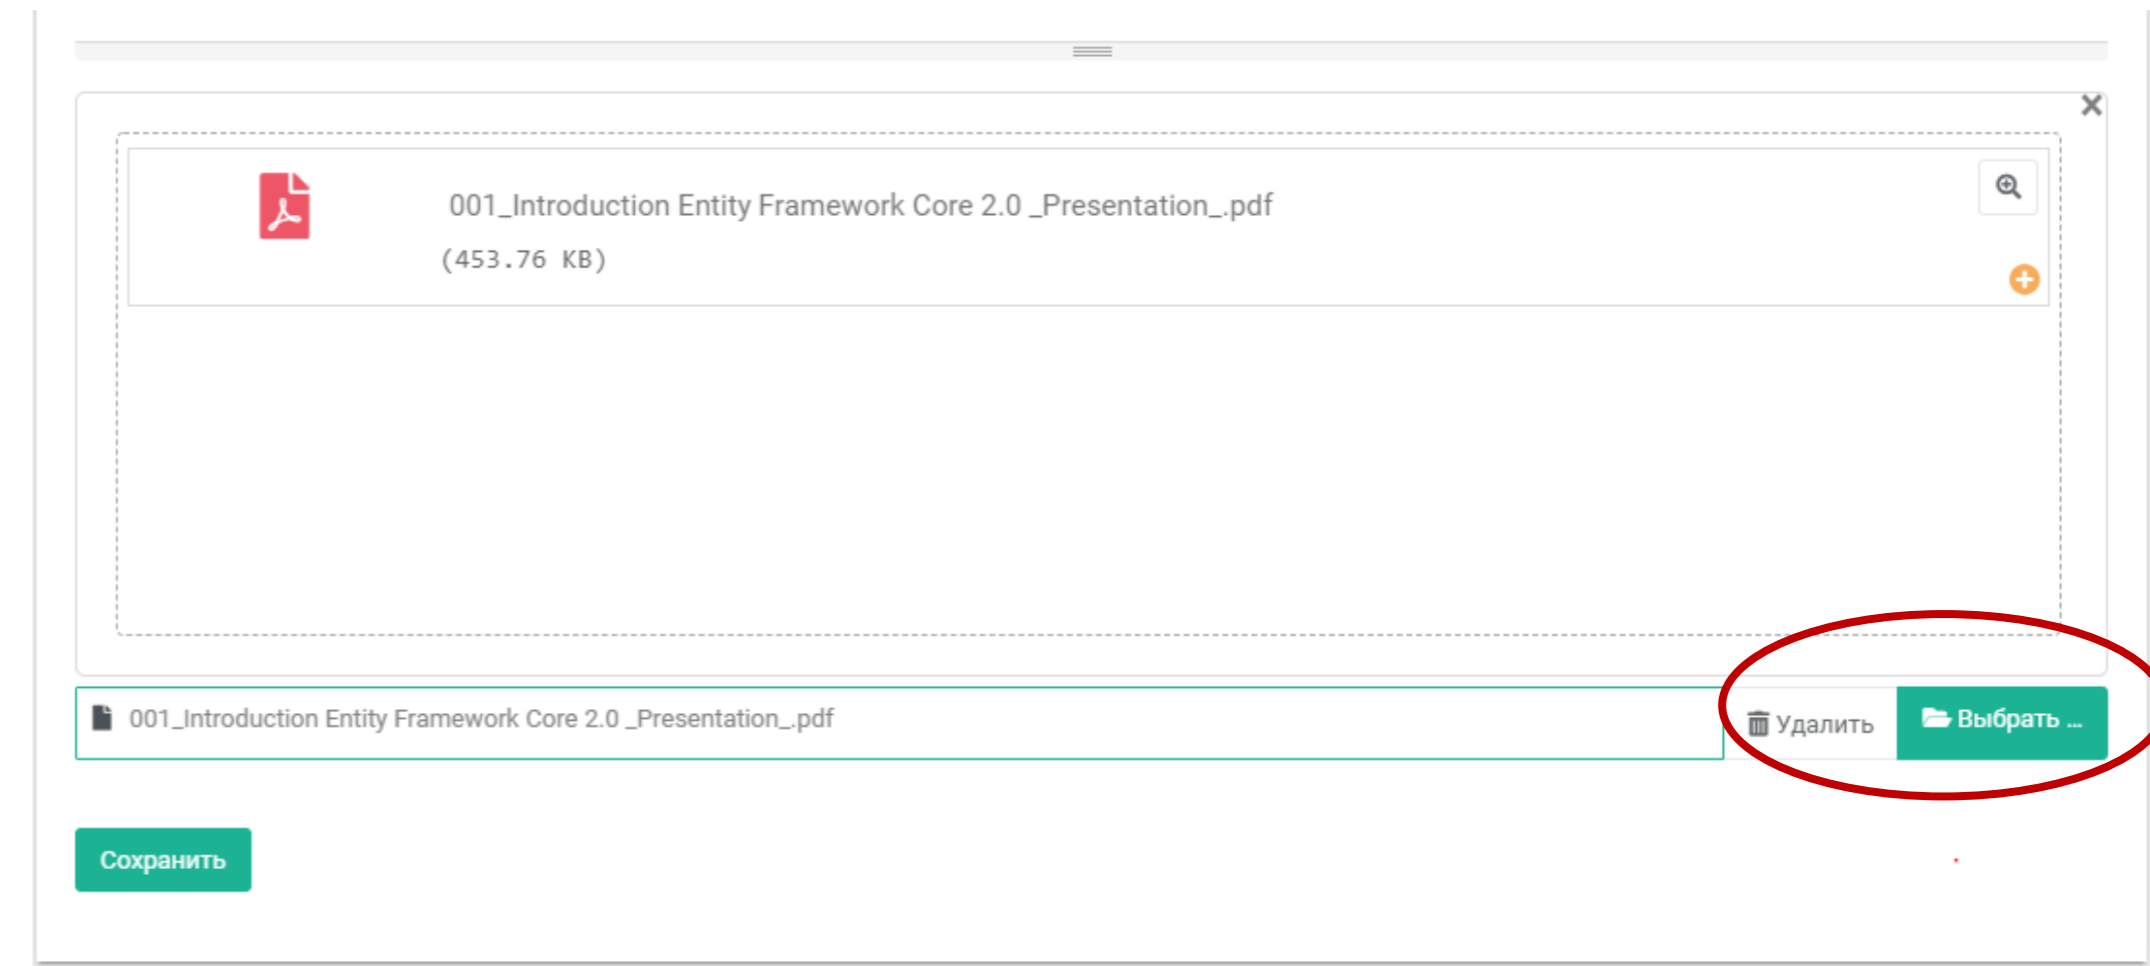 001_Introduction Entity Framework Core 2.0 _Presentation_.pdf
(453.76 KB)
001_Introduction Entity Framework Core 2.0 _Presentation_.pdf
Удалить
Выбрать ...
Сохранить